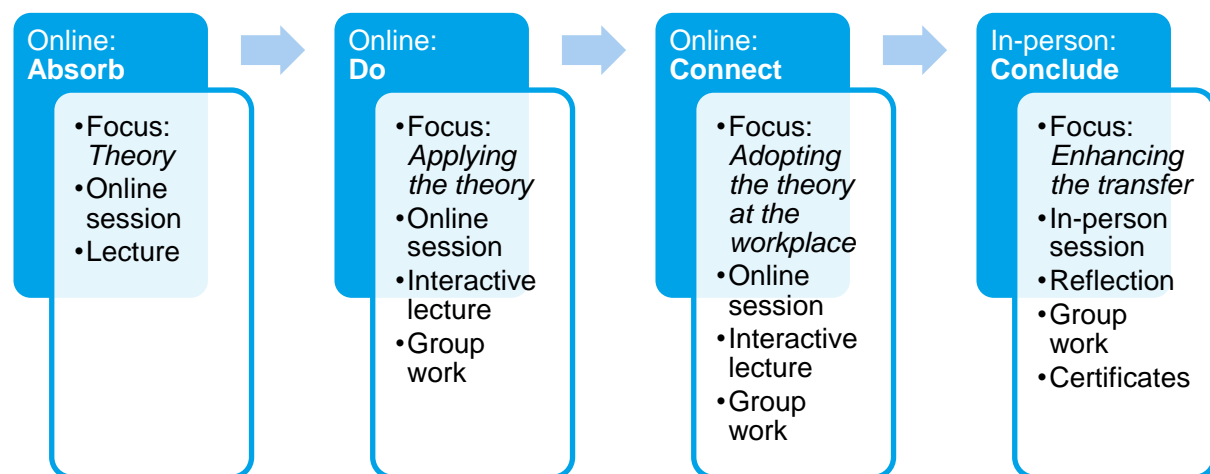 Online:
Absorb
•Focus:
Theory
•Online
session
•Lecture
Online:
Do
•Focus:
Applying
the theory
•Online
session
•Interactive
lecture
•Group
work
Online:
Connect
•Focus:
Adopting
the theory
at the
workplace
•Online
session
•Interactive
lecture
•Group
work
In-person:
Conclude
•Focus:
Enhancing
the transfer
•In-person
session
•Reflection
•Group
work
•Certificates